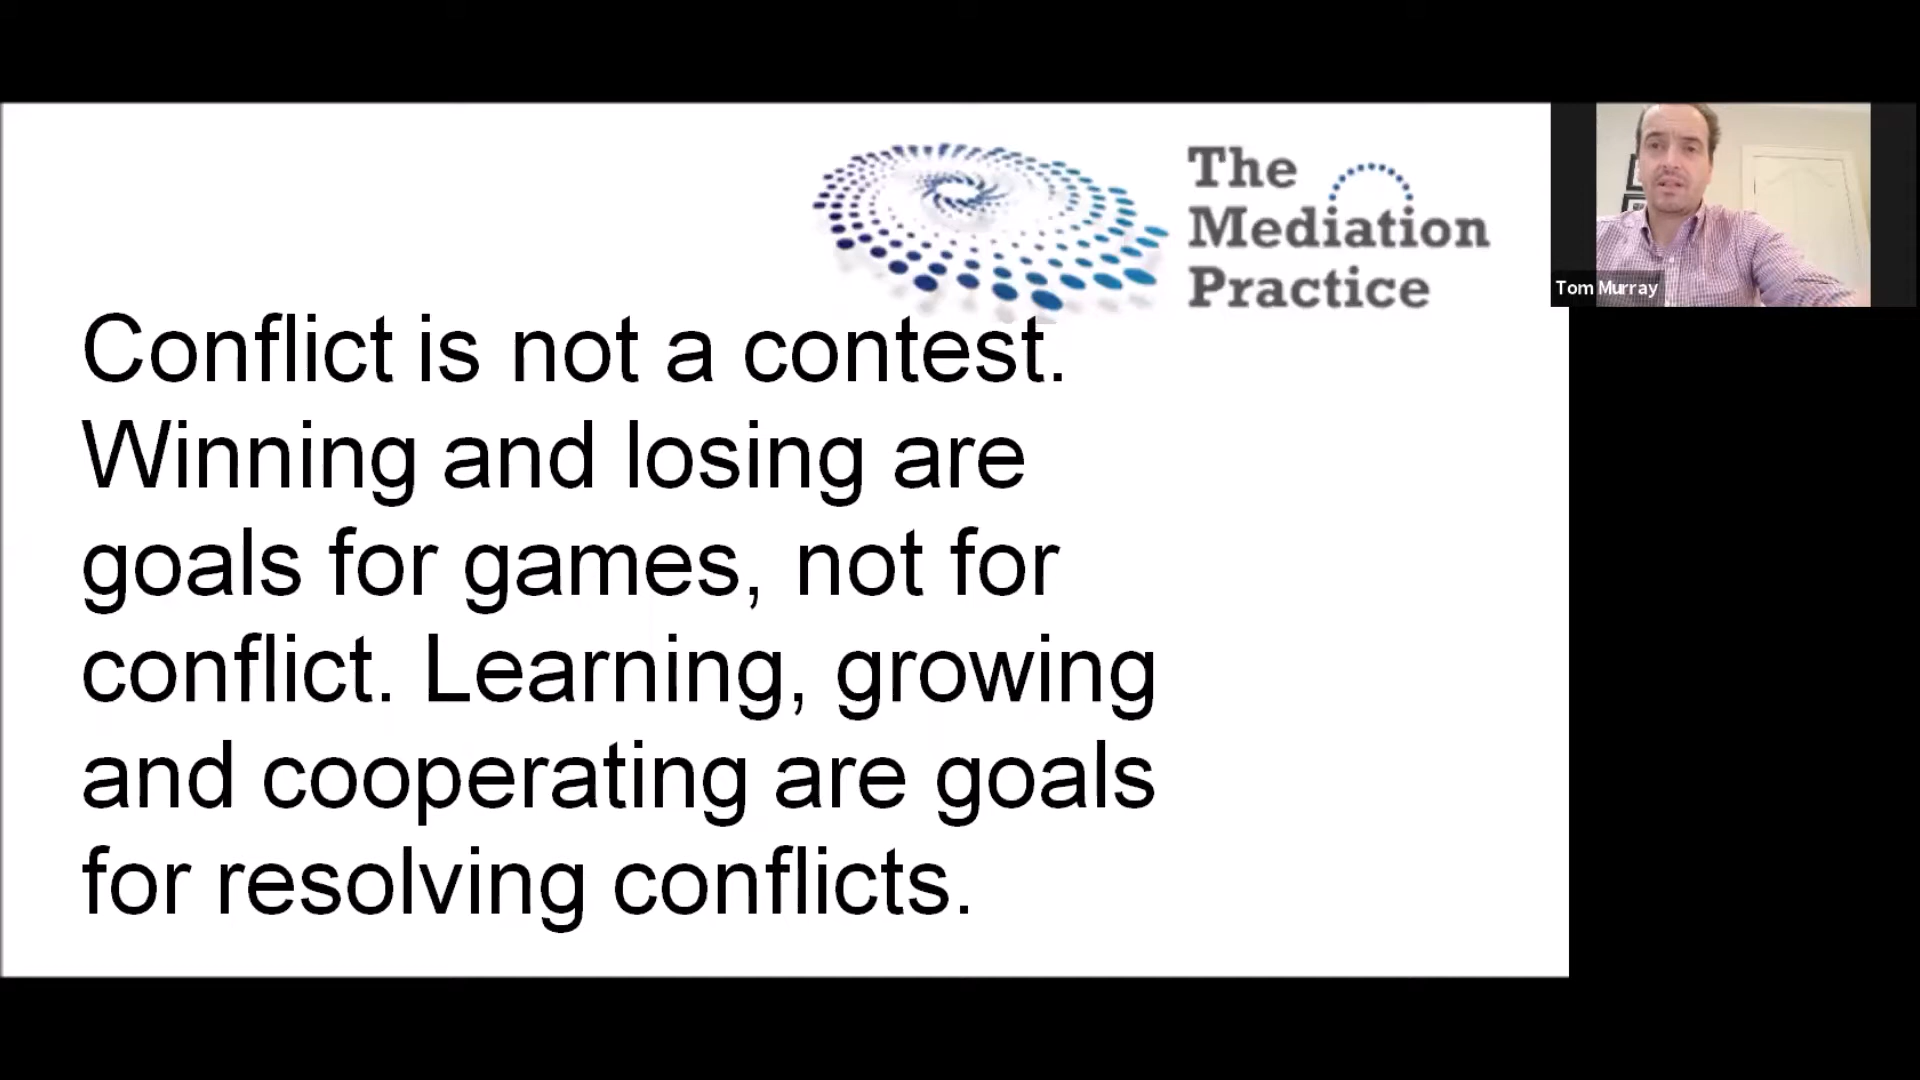 The
Mediation
Practice
Tom Murray
Conflict is not a contest.
Winning and losing are
goals for games, not for
conflict. Learning, growing
and cooperating are goals
for resolving conflicts.